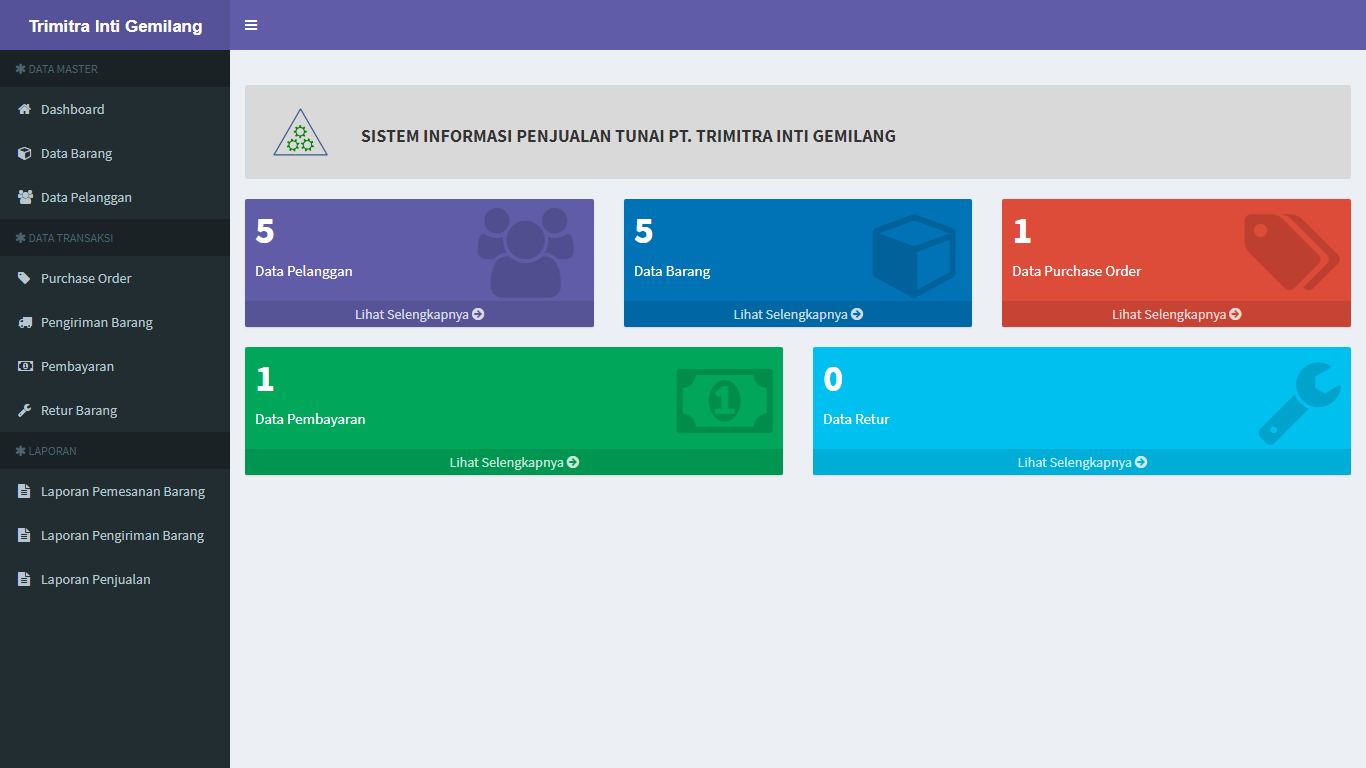 Trimitra Inti Gemilang
DATA MASTER
Dashboard
Data Barang
Data Pelanggan
DATA TRANSAKSI
Purchase Order
Pengiriman Barang
Pembayaran
Retur Barang
LAPORAN
Laporan Pemesanan Barang
Laporan Pengiriman Barang
Laporan Penjualan
SISTEM INFORMASI PENJUALAN TUNAI PT. TRIMITRA INTI GEMILANG
5
Data Pelanggan
Lihat Selengkapnya
5
Data Barang
Lihat Selengkapnya
1
Data Purchase Order
Lihat Selengkapnya
1
Data Pembayaran
1
Lihat Selengkapnya
0
Data Retur
Lihat Selengkapnya